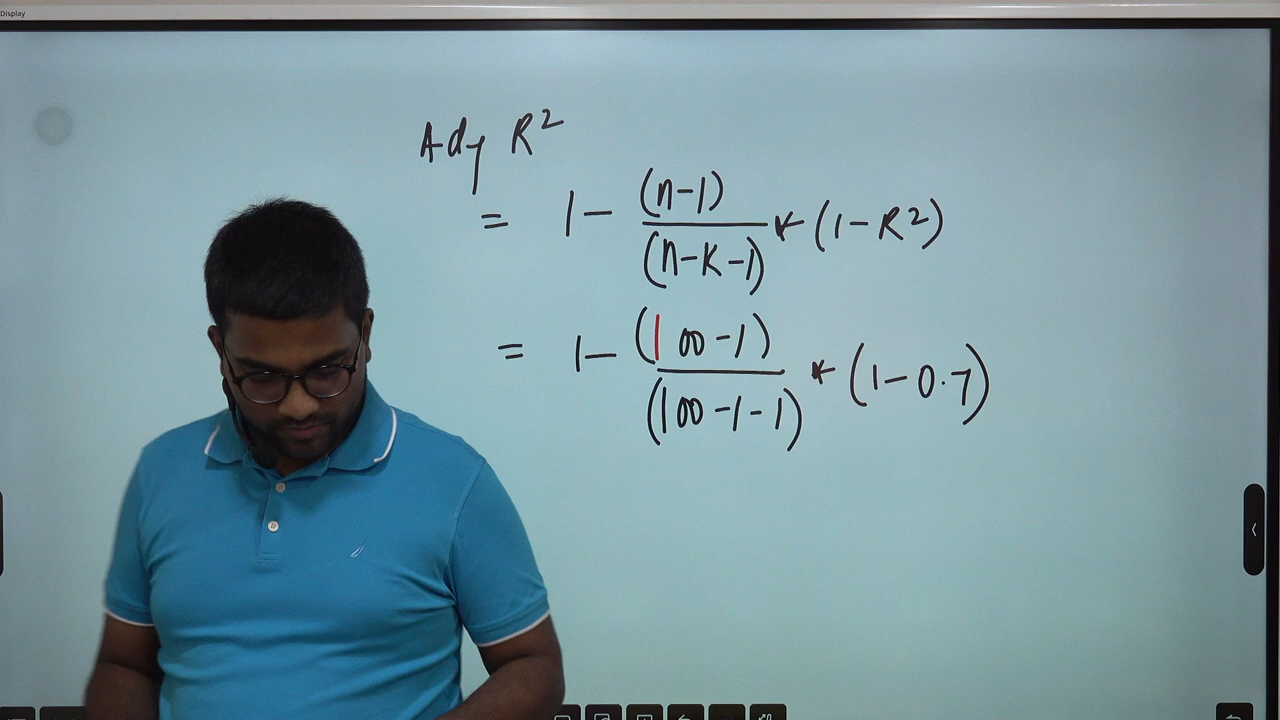 Display
Adj R²
= 1 - (n-1)/(n-K-1) * (1-R²)
= 1 - (100-1)/(100-1-1) * (1-0.7)